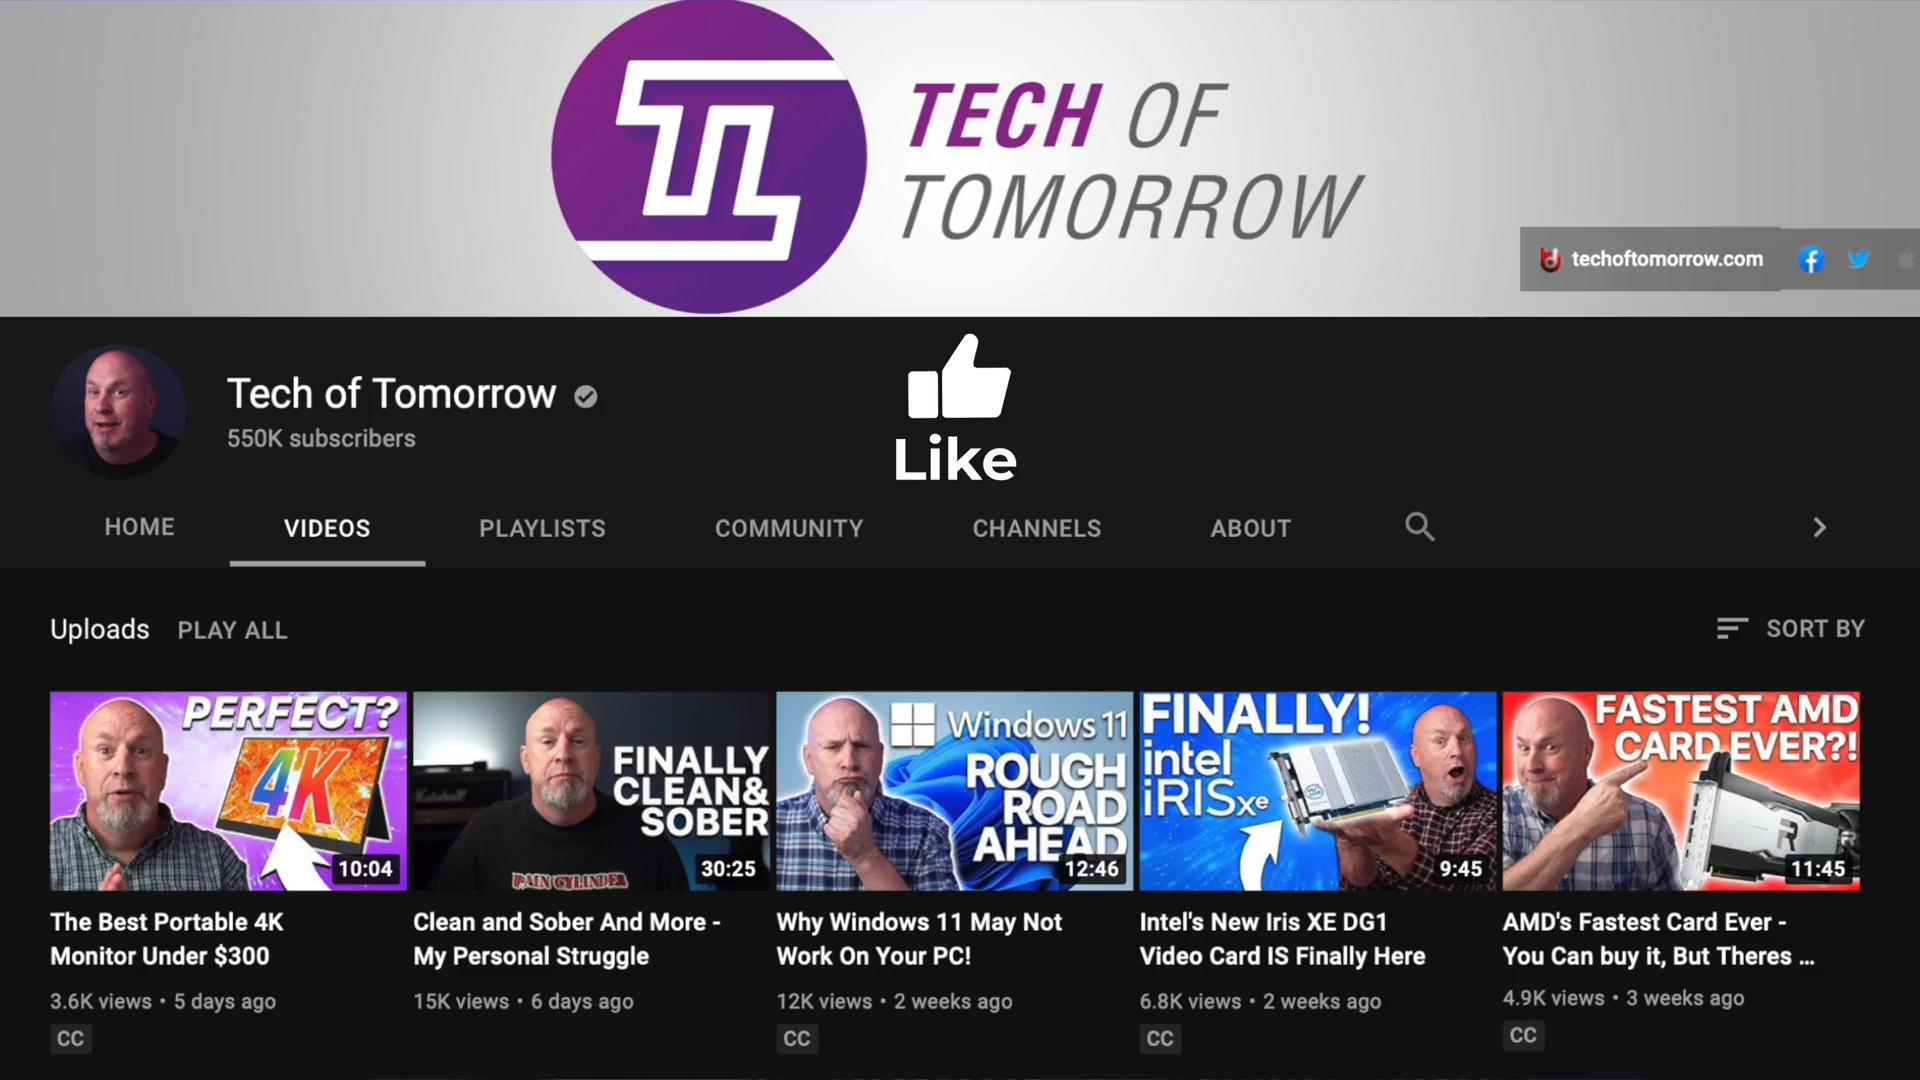 TECH OF
TOMORROW
techoftomorrow.com
Tech of Tomorrow
550K subscribers
Like
HOME
VIDEOS
PLAYLISTS
COMMUNITY
CHANNELS
ABOUT
Uploads
PLAY ALL
SORT BY
PERFECT?
4K
10:04
FINALLY
CLEAN&
SOBER
PAIN CYLINDER
30:25
Windows 11
ROUGH
ROAD
AHEAD
12:46
FINALLY!
intel
iRISxe
9:45
FASTEST AMD
CARD EVER?!
11:45
The Best Portable 4K
Monitor Under $300
3.6K views • 5 days ago
CC
Clean and Sober And More -
My Personal Struggle
15K views • 6 days ago
Why Windows 11 May Not
Work On Your PC!
12K views • 2 weeks ago
CC
Intel's New Iris XE DG1
Video Card IS Finally Here
6.8K views • 2 weeks ago
CC
AMD's Fastest Card Ever -
You Can buy it, But Theres ...
4.9K views • 3 weeks ago
CC